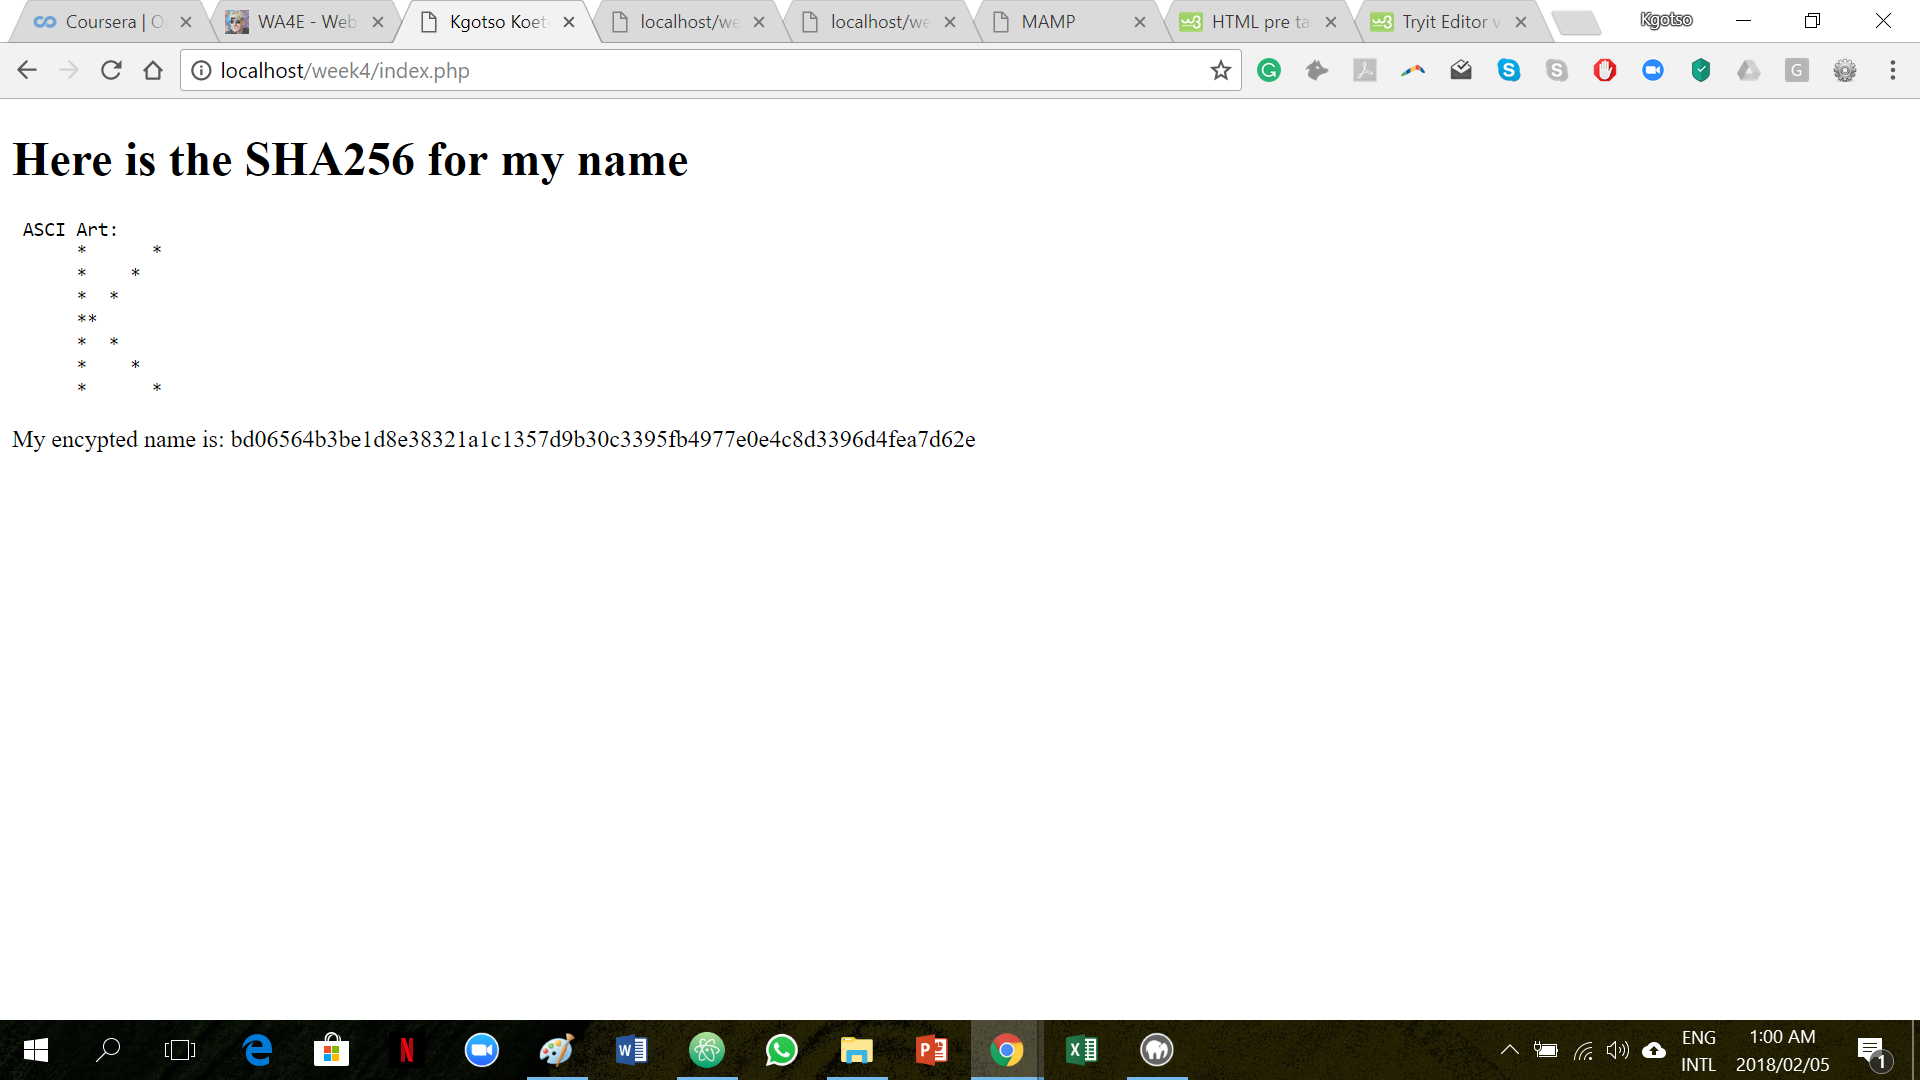 Coursera | O
WA4E - Web
Kgotso Koet
localhost/we
localhost/we
MAMP
HTML pre ta
Tryit Editor v
Kgotso
localhost/week4/index.php
Here is the SHA256 for my name
ASCI Art:
*      *
*    *
*  *
**
*  *
*    *
*      *
My encypted name is: bd06564b3be1d8e38321a1c1357d9b30c3395fb4977e0e4c8d3396d4fea7d62e
ENG
INTL
1:00 AM
2018/02/05
1